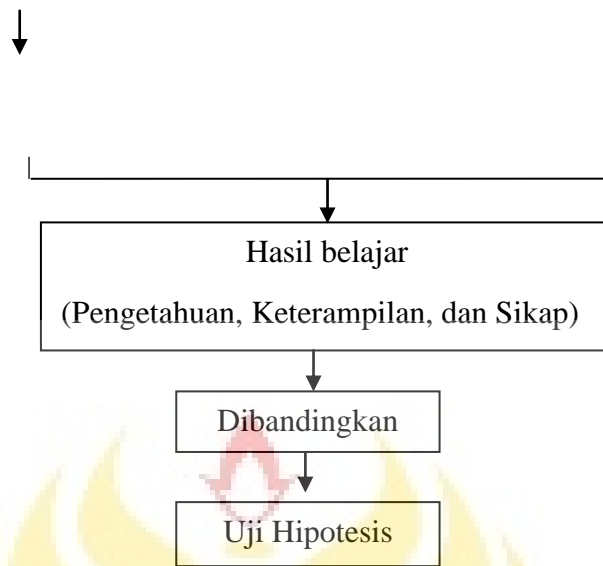 Hasil belajar
(Pengetahuan, Keterampilan, dan Sikap)
Dibandingkan
Uji Hipotesis